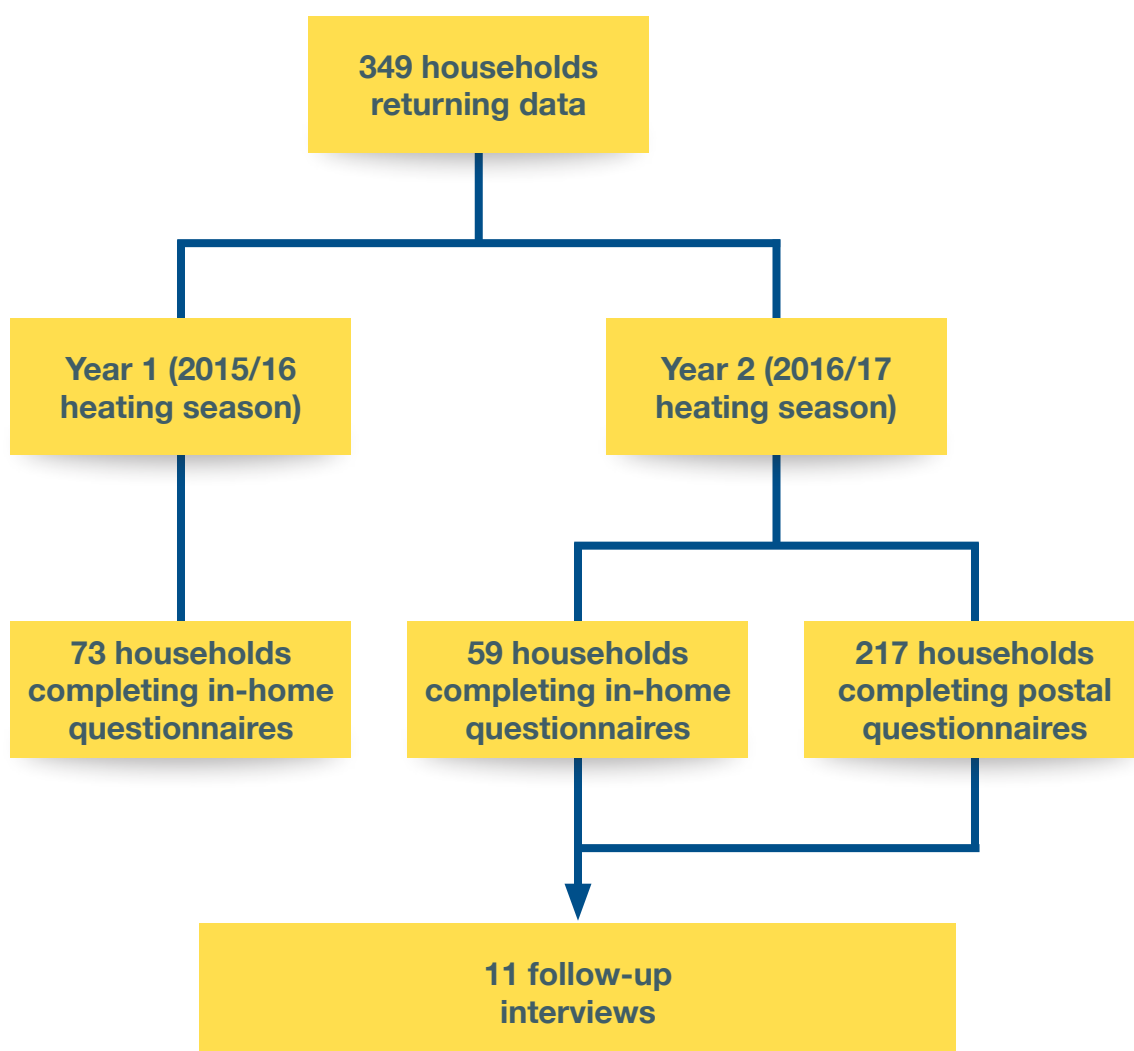 349 households
returning data
Year 1 (2015/16
heating season)
Year 2 (2016/17
heating season)
73 households
completing in-home
questionnaires
59 households
completing in-home
questionnaires
217 households
completing postal
questionnaires
11 follow-up
interviews